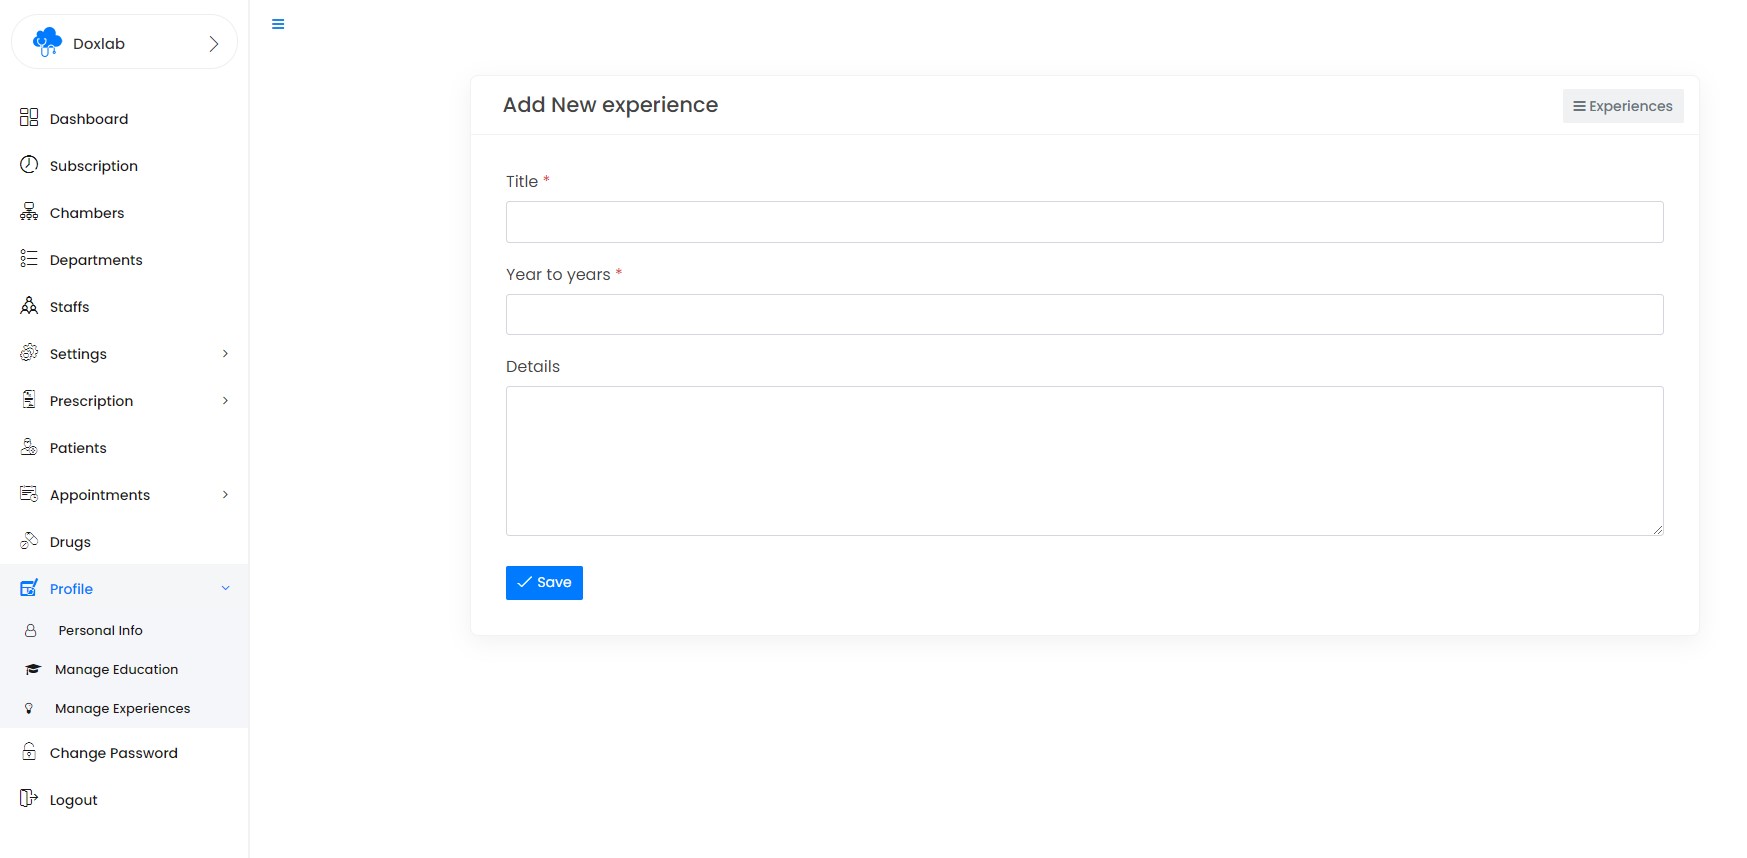 Doxlab
Dashboard
Subscription
Chambers
Departments
Staffs
Settings
Prescription
Patients
Appointments
Drugs
Profile
Personal Info
Manage Education
Manage Experiences
Change Password
Logout
Add New experience
Experiences
Title *
Year to years *
Details
Save